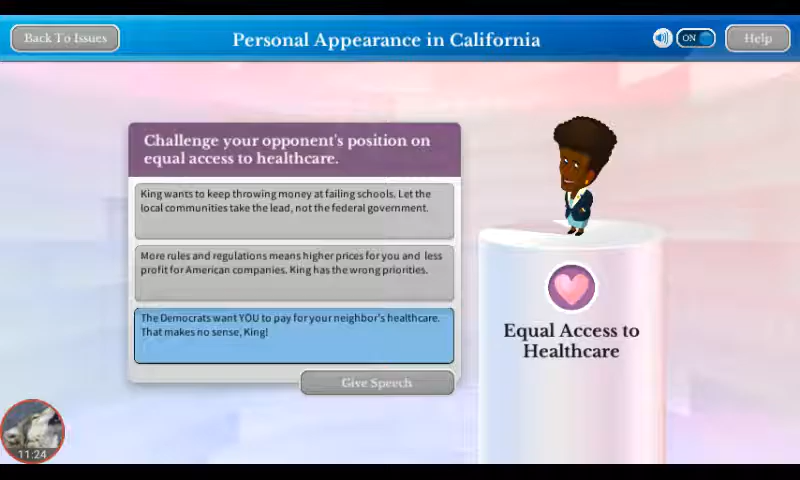 Back To Issues
Personal Appearance in California
ON
Help
Challenge your opponent's position on
equal access to healthcare.
King wants to keep throwing money at failing schools. Let the
local communities take the lead, not the federal government.
More rules and regulations means higher prices for you and less
profit for American companies. King has the wrong priorities.
The Democrats want YOU to pay for your neighbor's healthcare.
That makes no sense, King!
Give Speech
Equal Access to
Healthcare
11:24